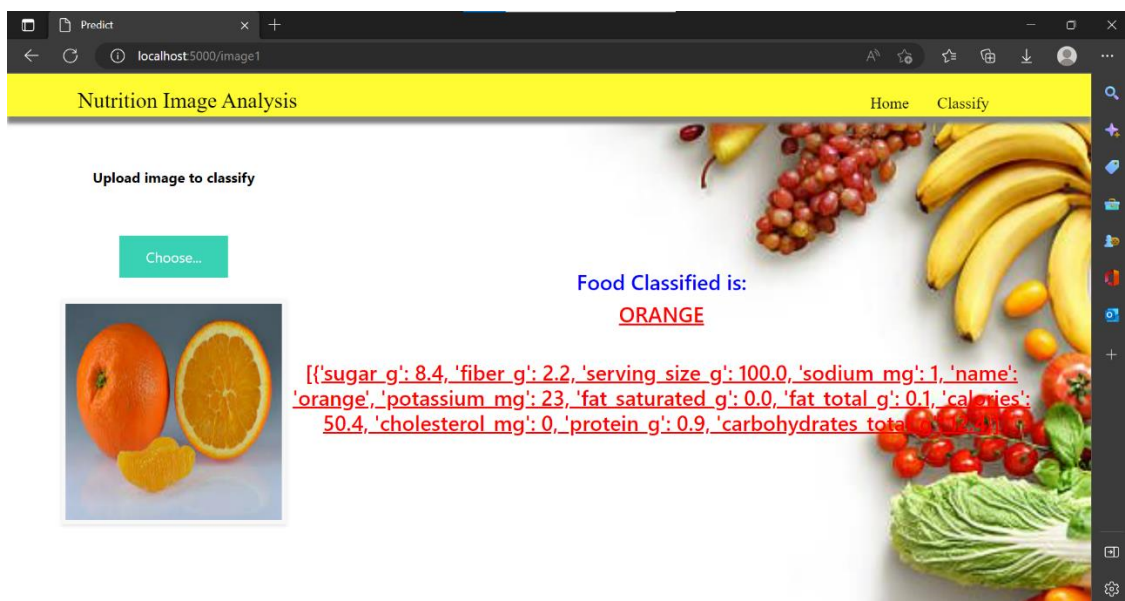 Predict
localhost:5000/image1
Nutrition Image Analysis
Home Classify
Upload image to classify
Choose...
Food Classified is:
ORANGE
[{'sugar_g': 8.4, 'fiber_g': 2.2, 'serving_size_g': 100.0, 'sodium_mg': 1, 'name':
'orange', 'potassium_mg': 23, 'fat_saturated_g': 0.0, 'fat_total_g': 0.1, 'calories':
50.4, 'cholesterol_mg': 0, 'protein_g': 0.9, 'carbohydrates_total